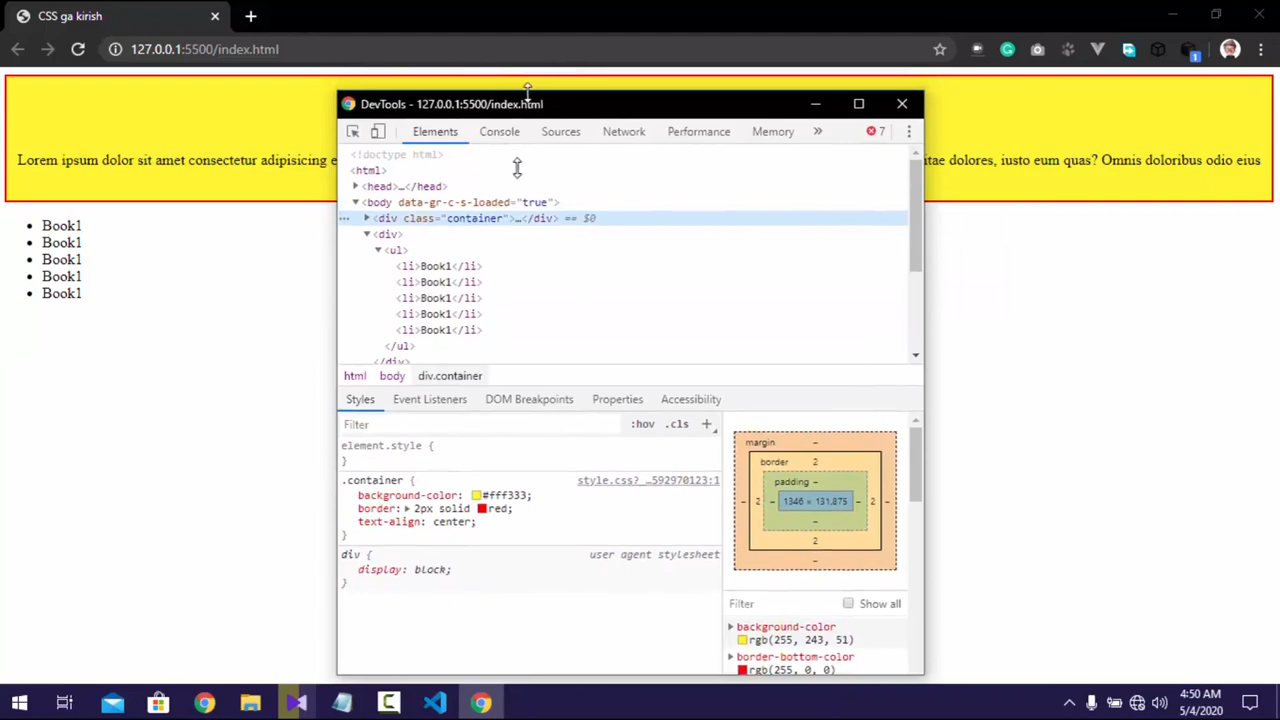 CSS ga kirish
127.0.0.1:5500/index.html
1
DevTools - 127.0.0.1:5500/index.html
Elements Console Sources Network Performance Memory » 7
Lorem ipsum dolor sit amet consectetur adipisicing e
itae dolores, iusto eum quas? Omnis doloribus odio eius
<!doctype html>
<html>
<head>…</head>
<body data-gr-c-s-loaded="true">
… <div class="container">…</div> == $0
<div>
<ul>
<li>Book1</li>
<li>Book1</li>
<li>Book1</li>
<li>Book1</li>
<li>Book1</li>
</ul>
</div>
• Book1
• Book1
• Book1
• Book1
• Book1
html body div.container
Styles Event Listeners DOM Breakpoints Properties Accessibility
Filter :hov .cls +
element.style {
}
.container { style.css?_…592970123:1
background-color: #fff333;
border: 2px solid red;
text-align: center;
}
div { user agent stylesheet
display: block;
}
margin –
border 2
padding –
– 2 – 1346 × 131.875 – 2 –
–
2
–
Filter Show all
background-color
rgb(255, 243, 51)
border-bottom-color
rgb(255, 0, 0)
4:50 AM
5/4/2020